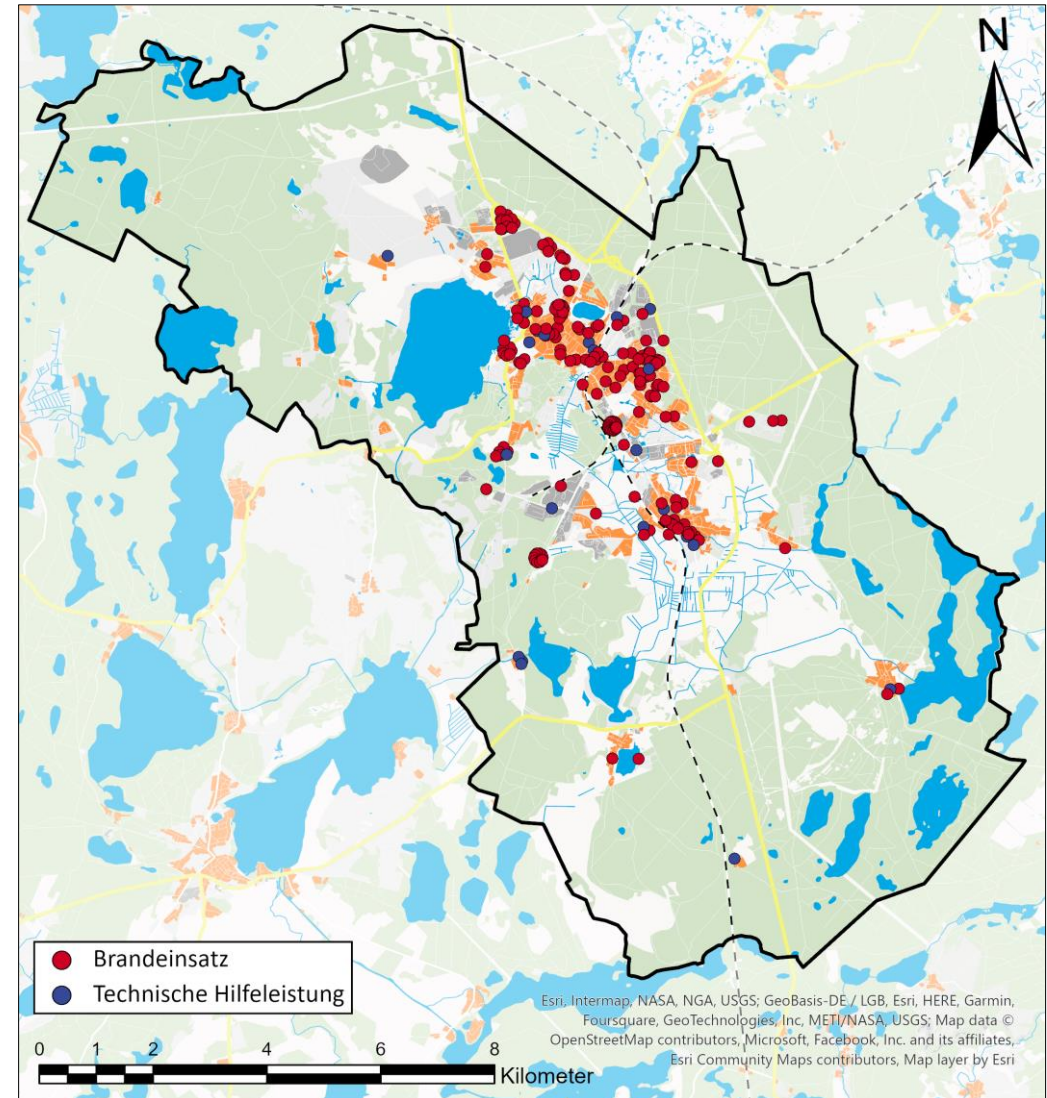 N
Brandeinsatz
Technische Hilfeleistung
Esri, Intermap, NASA, NGA, USGS; GeoBasis-DE / LGB, Esri, HERE, Garmin,
Foursquare, GeoTechnologies, Inc, METI/NASA, USGS; Map data ©
OpenStreetMap contributors, Microsoft, Facebook, Inc. and its affiliates,
Esri Community Maps contributors, Map layer by Esri
0 1 2 4 6 8
Kilometer